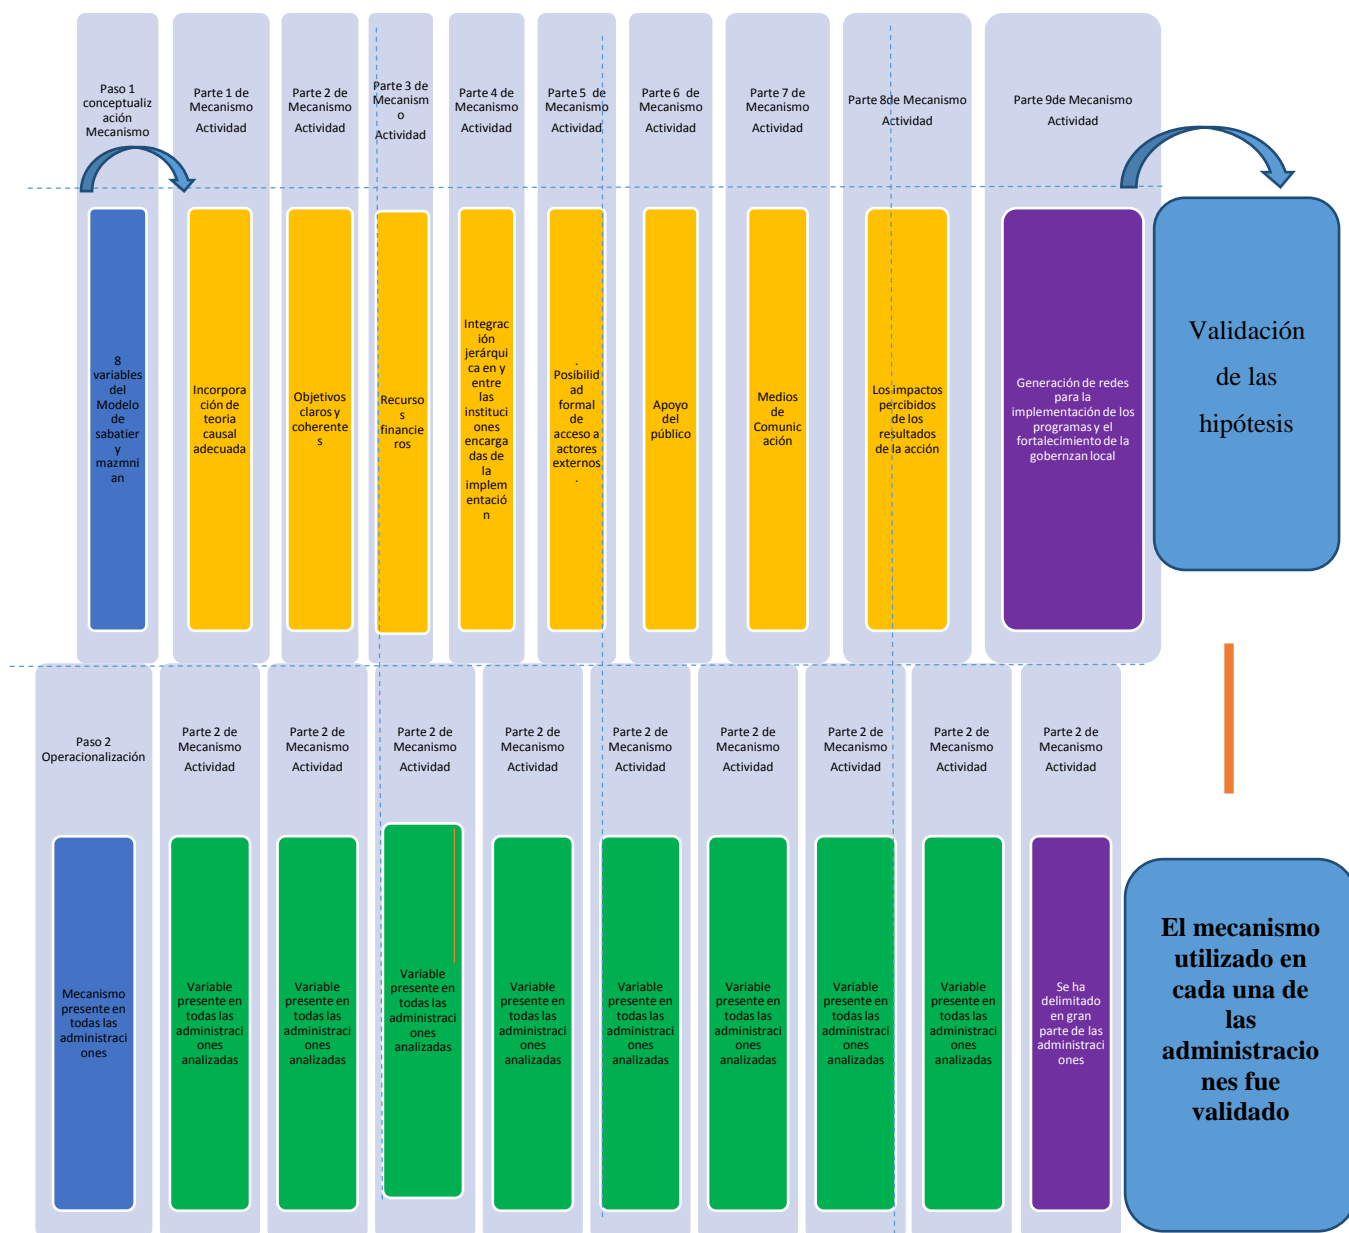 Paso 1
conceptualiz
ación
Mecanismo
Parte 1 de
Mecanismo
Actividad
Parte 2 de
Mecanismo
Actividad
Parte 3 de
Mecanism
o
Actividad
Parte 4 de
Mecanismo
Actividad
Parte 5 de
Mecanismo
Actividad
Parte 6 de
Mecanismo
Actividad
Parte 7 de
Mecanismo
Actividad
Parte 8de Mecanismo
Actividad
Parte 9de Mecanismo
Actividad
8
variables
del
Modelo
de
sabatier
y
mazmni
an
Incorpora
ción de
teoria
causal
adecuada
Objetivos
claros y
coherente
s
Recurso
s
financie
ros
Integrac
ión
jerárqui
ca en y
entre
las
instituci
ones
encarga
das de
la
implem
entació
n
.
Posibilid
ad
formal
de
acceso a
actores
externos
.
Apoyo
del
público
Medios
de
Comunic
ación
Los impactos
percibidos
de los
resultados
de la acción
Generación de redes
para la
implementación de los
programas y el
fortalecimiento de la
gobernzan local
Validación
de las
hipótesis
Paso 2
Operacionalización
Parte 2 de
Mecanismo
Actividad
Parte 2 de
Mecanismo
Actividad
Parte 2 de
Mecanismo
Actividad
Parte 2 de
Mecanismo
Actividad
Parte 2 de
Mecanismo
Actividad
Parte 2 de
Mecanismo
Actividad
Parte 2 de
Mecanismo
Actividad
Parte 2 de
Mecanismo
Actividad
Parte 2 de
Mecanismo
Actividad
Mecanismo
presente en
todas las
administraci
ones
Variable
presente en
todas las
administraci
ones
analizadas
Variable
presente en
todas las
administraci
ones
analizadas
Variable
presente en
todas las
administraci
ones
analizadas
Variable
presente en
todas las
administraci
ones
analizadas
Variable
presente en
todas las
administraci
ones
analizadas
Variable
presente en
todas las
administraci
ones
analizadas
Variable
presente en
todas las
administraci
ones
analizadas
Variable
presente en
todas las
administraci
ones
analizadas
Se ha
delimitado
en gran
parte de las
administraci
ones
El mecanismo
utilizado en
cada una de
las
administracio
nes fue
validado